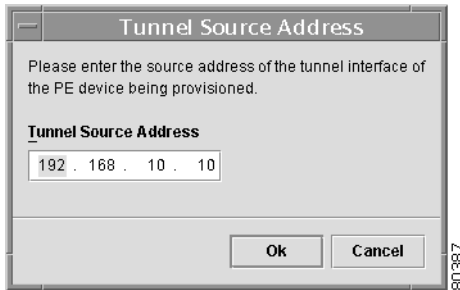 Tunnel Source Address
Please enter the source address of the tunnel interface of
the PE device being provisioned.
Tunnel Source Address
192 . 168 . 10 . 10
Ok Cancel
80387